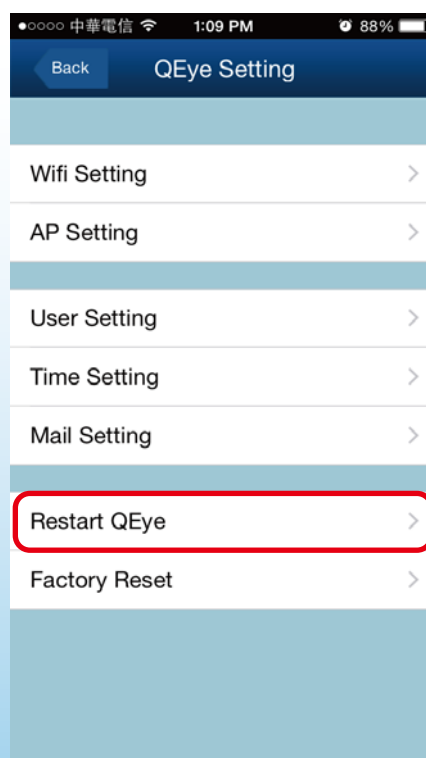 ●○○○○ 中華電信 1:09 PM 88%
Back QEye Setting
Wifi Setting
AP Setting
User Setting
Time Setting
Mail Setting
Restart QEye
Factory Reset